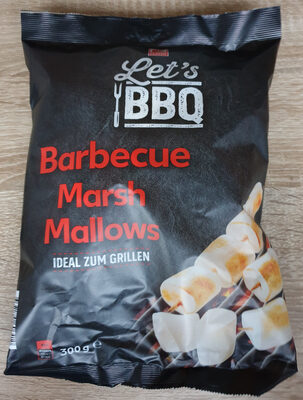 Let's
BBQ
Barbecue
Marsh
Mallows
IDEAL ZUM GRILLEN
300 g ℮